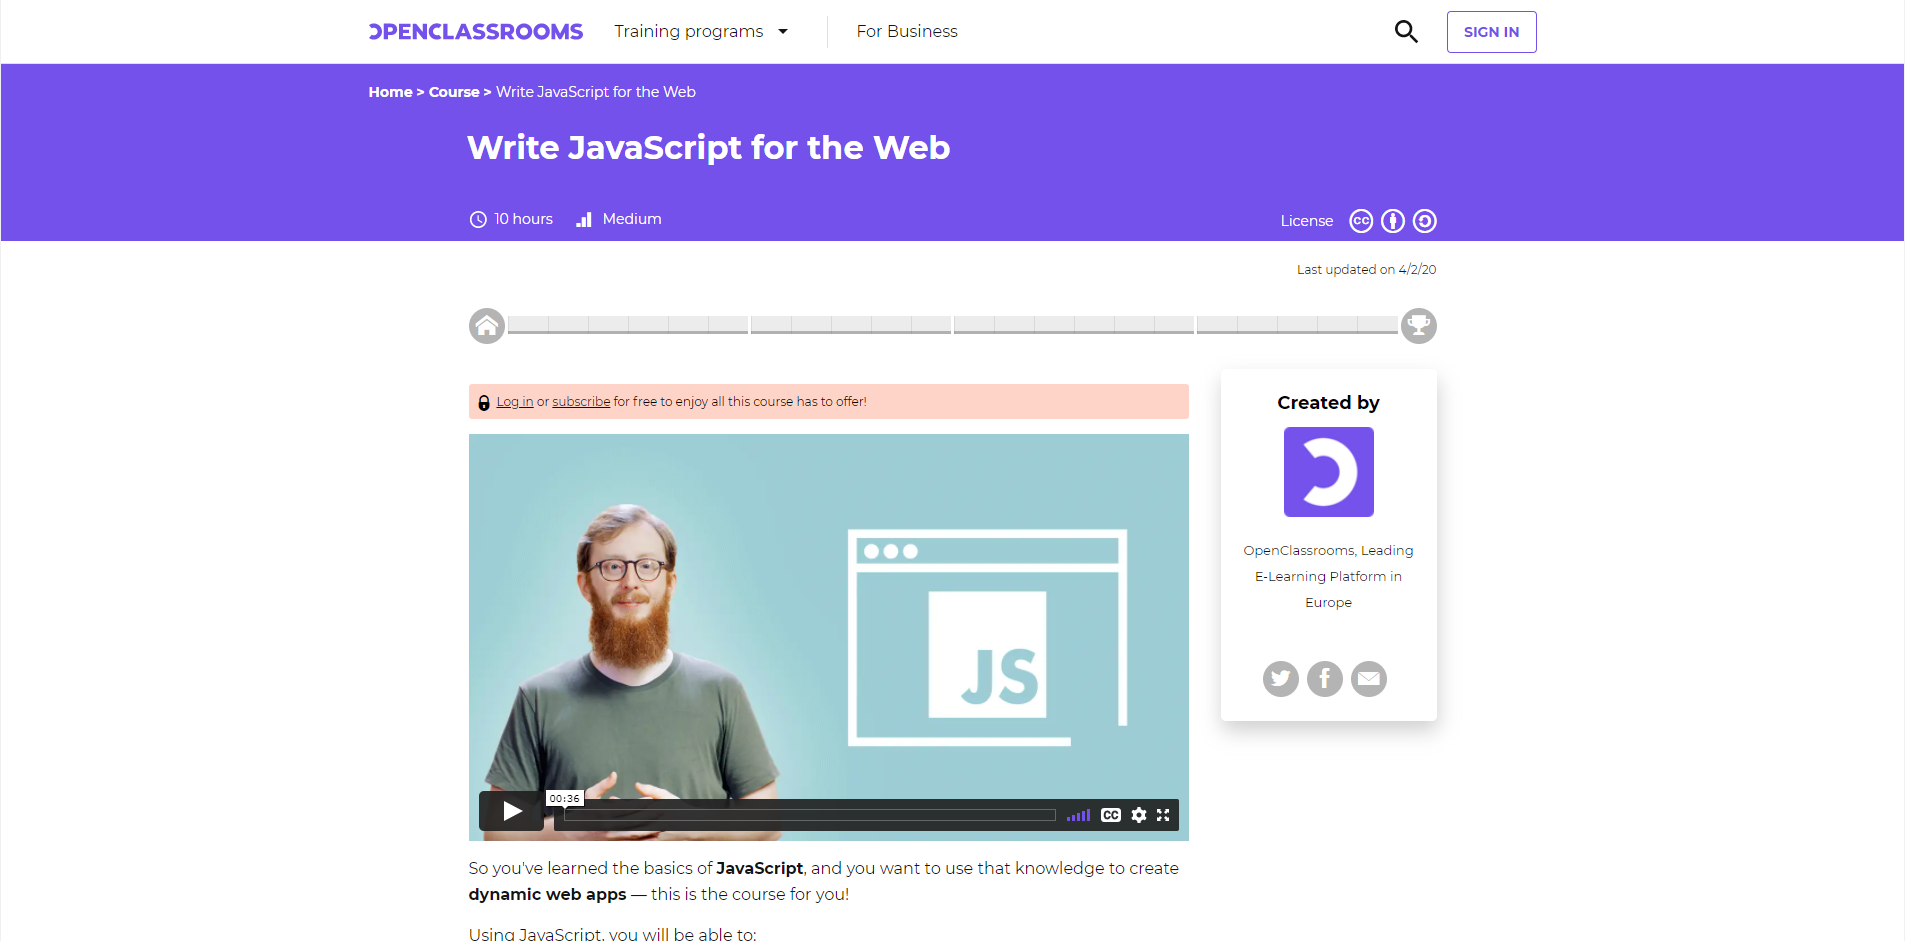 OPENCLASSROOMS Training programs For Business SIGN IN
Home > Course > Write JavaScript for the Web
Write JavaScript for the Web
10 hours Medium License cc
Last updated on 4/2/20
Log in or subscribe for free to enjoy all this course has to offer!
Created by
OpenClassrooms, Leading
E-Learning Platform in
Europe
JS
00:36
CC
So you've learned the basics of JavaScript, and you want to use that knowledge to create
dynamic web apps — this is the course for you!
Using JavaScript, you will be able to: